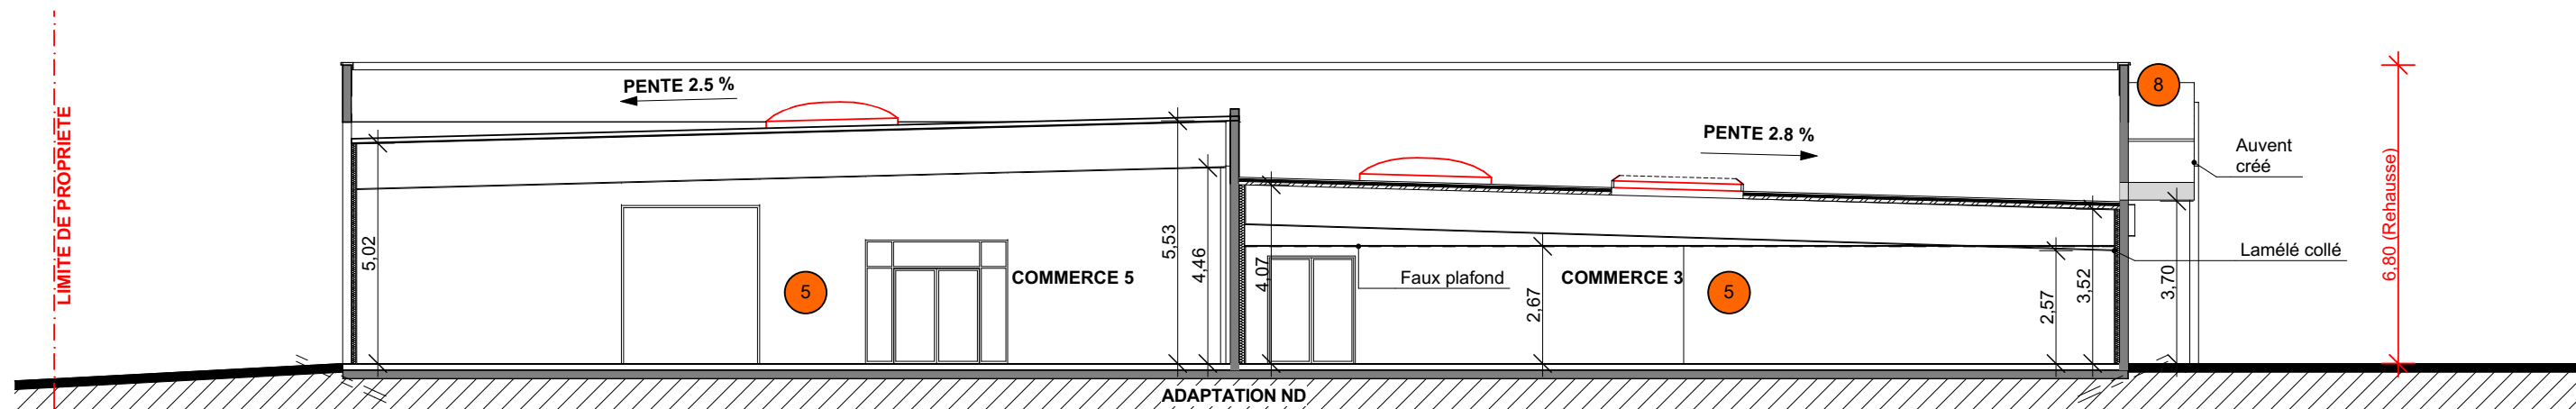 LIMITE DE PROPRIETE
PENTE 2.5 %
5,02
5
COMMERCE 5
5,53
4,46
4,07
Faux plafond
2,67
COMMERCE 3
5
PENTE 2.8 %
2,57
3,52
3,70
8
Auvent
créé
Lamélé collé
6,80 (Rehausse)
ADAPTATION ND